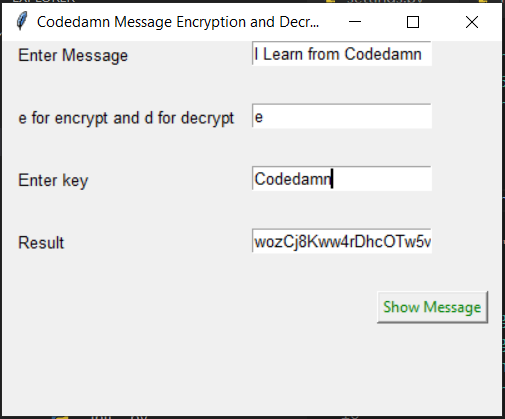 Codedamn Message Encryption and Decr...
Enter Message I Learn from Codedamn
e for encrypt and d for decrypt e
Enter key Codedamn
Result wozCj8Kww4rDhcOTw5v
Show Message